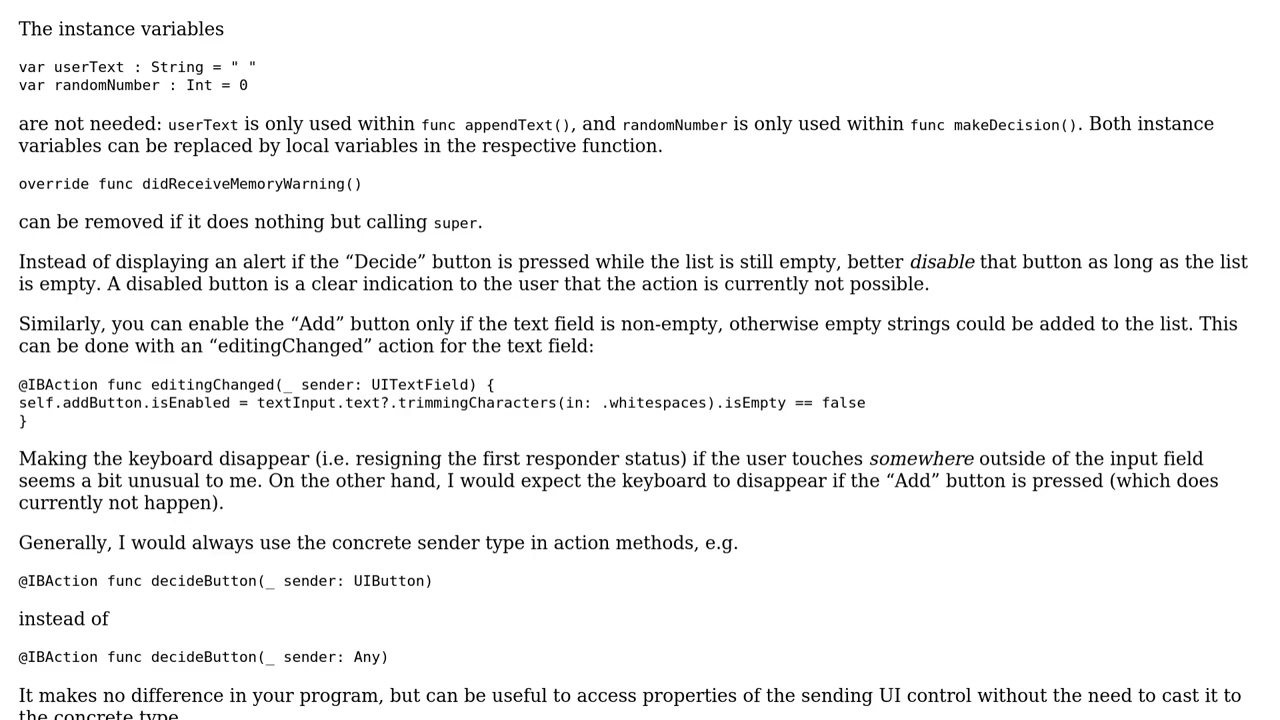 The instance variables
var userText : String = " "
var randomNumber : Int = 0
are not needed: userText is only used within func appendText(), and randomNumber is only used within func makeDecision(). Both instance
variables can be replaced by local variables in the respective function.
override func didReceiveMemoryWarning()
can be removed if it does nothing but calling super.
Instead of displaying an alert if the “Decide” button is pressed while the list is still empty, better disable that button as long as the list
is empty. A disabled button is a clear indication to the user that the action is currently not possible.
Similarly, you can enable the “Add” button only if the text field is non-empty, otherwise empty strings could be added to the list. This
can be done with an “editingChanged” action for the text field:
@IBAction func editingChanged(_ sender: UITextField) {
self.addButton.isEnabled = textInput.text?.trimmingCharacters(in: .whitespaces).isEmpty == false
}
Making the keyboard disappear (i.e. resigning the first responder status) if the user touches somewhere outside of the input field
seems a bit unusual to me. On the other hand, I would expect the keyboard to disappear if the “Add” button is pressed (which does
currently not happen).
Generally, I would always use the concrete sender type in action methods, e.g.
@IBAction func decideButton(_ sender: UIButton)
instead of
@IBAction func decideButton(_ sender: Any)
It makes no difference in your program, but can be useful to access properties of the sending UI control without the need to cast it to
the concrete type.